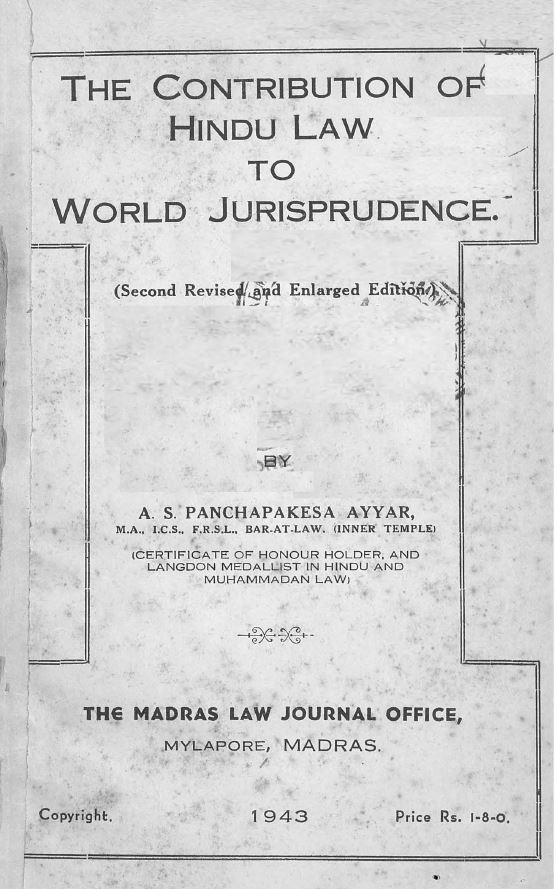 THE CONTRIBUTION OF
HINDU LAW
TO
WORLD JURISPRUDENCE.
(Second Revised and Enlarged Edition)
BY
A. S. PANCHAPAKESA AYYAR,
M.A., I.C.S., F.R.S.L., BAR-AT-LAW. (INNER TEMPLE)
(CERTIFICATE OF HONOUR HOLDER, AND
LANGDON MEDALLIST IN HINDU AND
MUHAMMADAN LAW)
THE MADRAS LAW JOURNAL OFFICE,
MYLAPORE, MADRAS.
Copyright. 1943 Price Rs. 1-8-0.